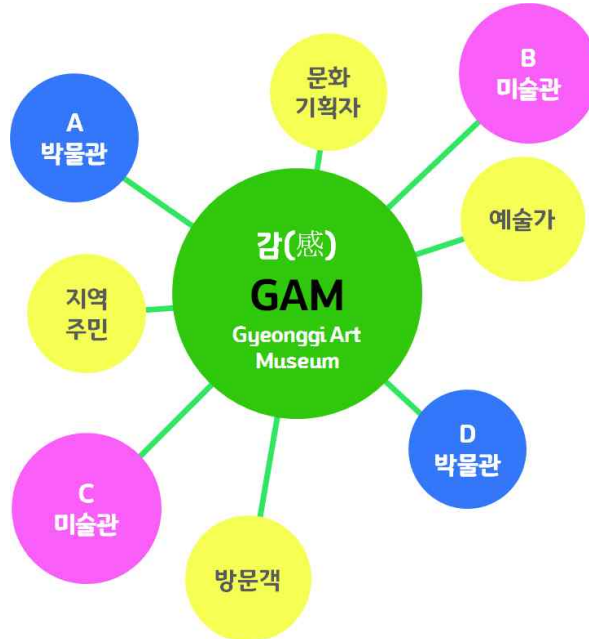 문화
기획자
B
미술관
A
박물관
예술가
감(感)
GAM
Gyeonggi Art
Museum
지역
주민
D
박물관
C
미술관
방문객